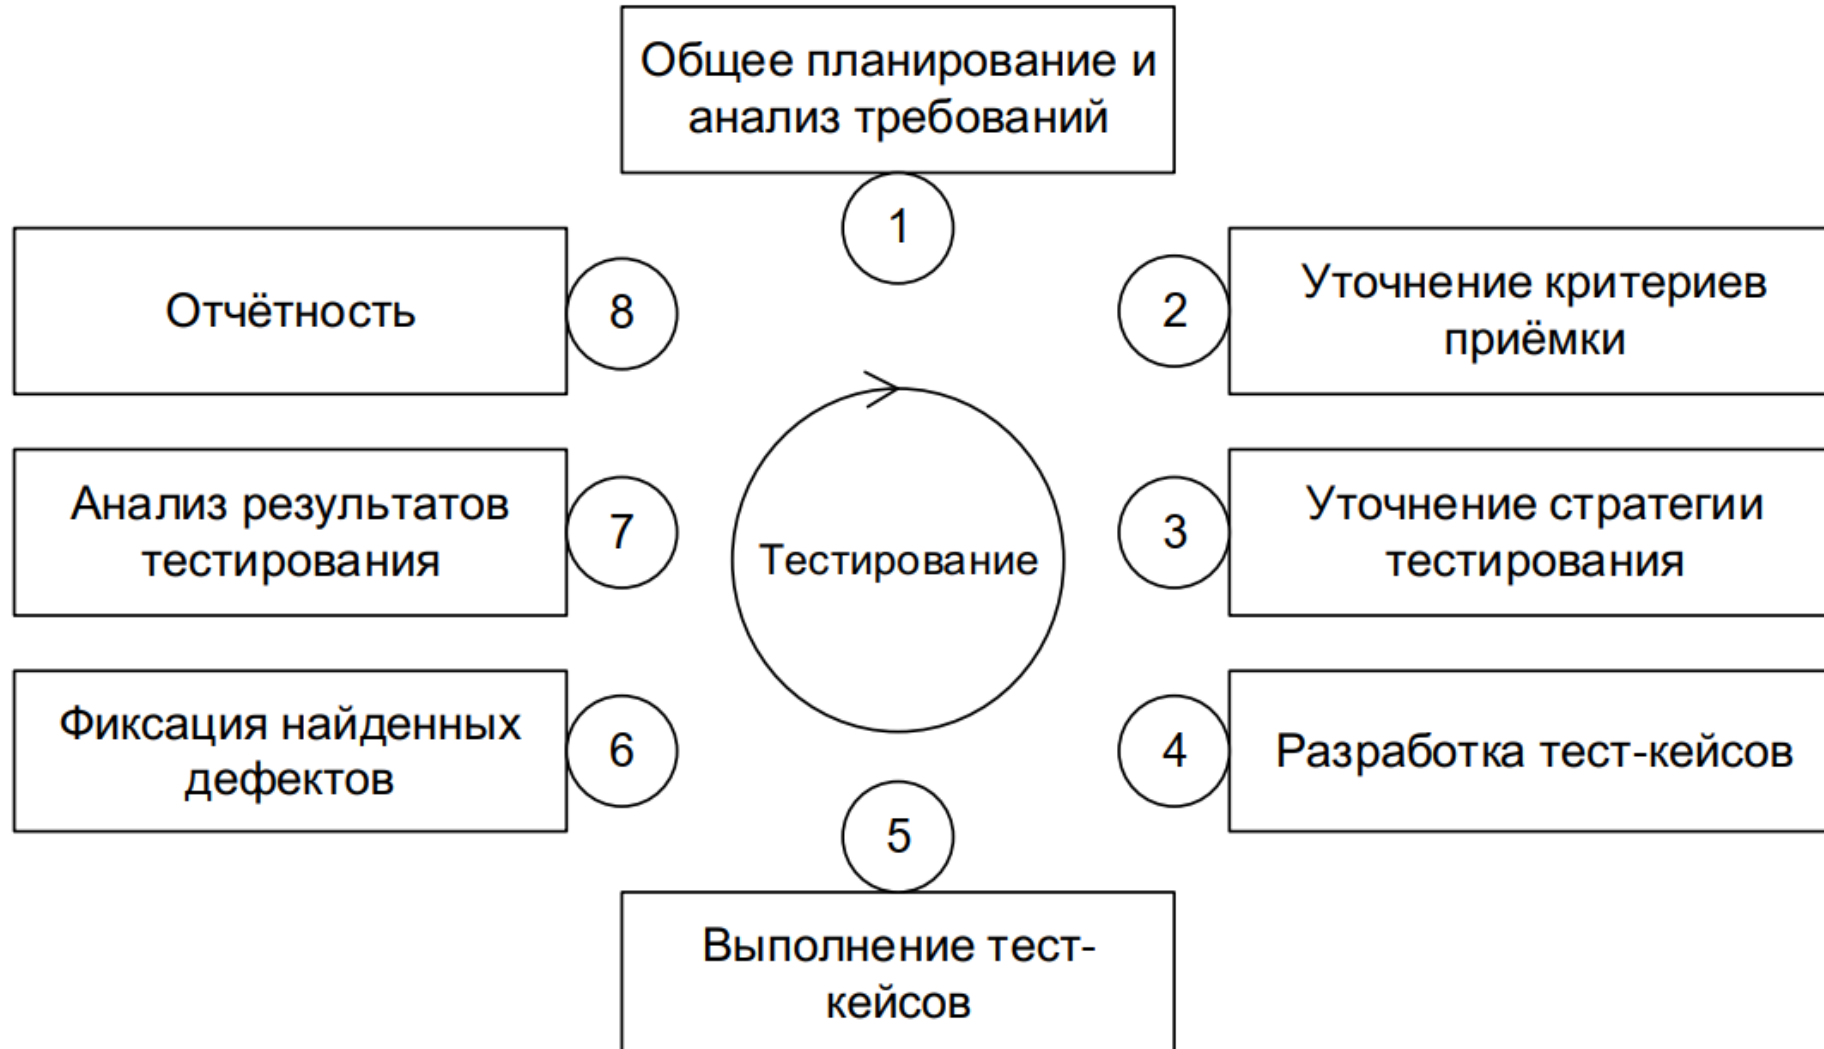 Общее планирование и
анализ требований
1
Отчётность
8
2
Уточнение критериев
приёмки
Анализ результатов
тестирования
7
Тестирование
3
Уточнение стратегии
тестирования
Фиксация найденных
дефектов
6
4
Разработка тест-кейсов
5
Выполнение тест-
кейсов